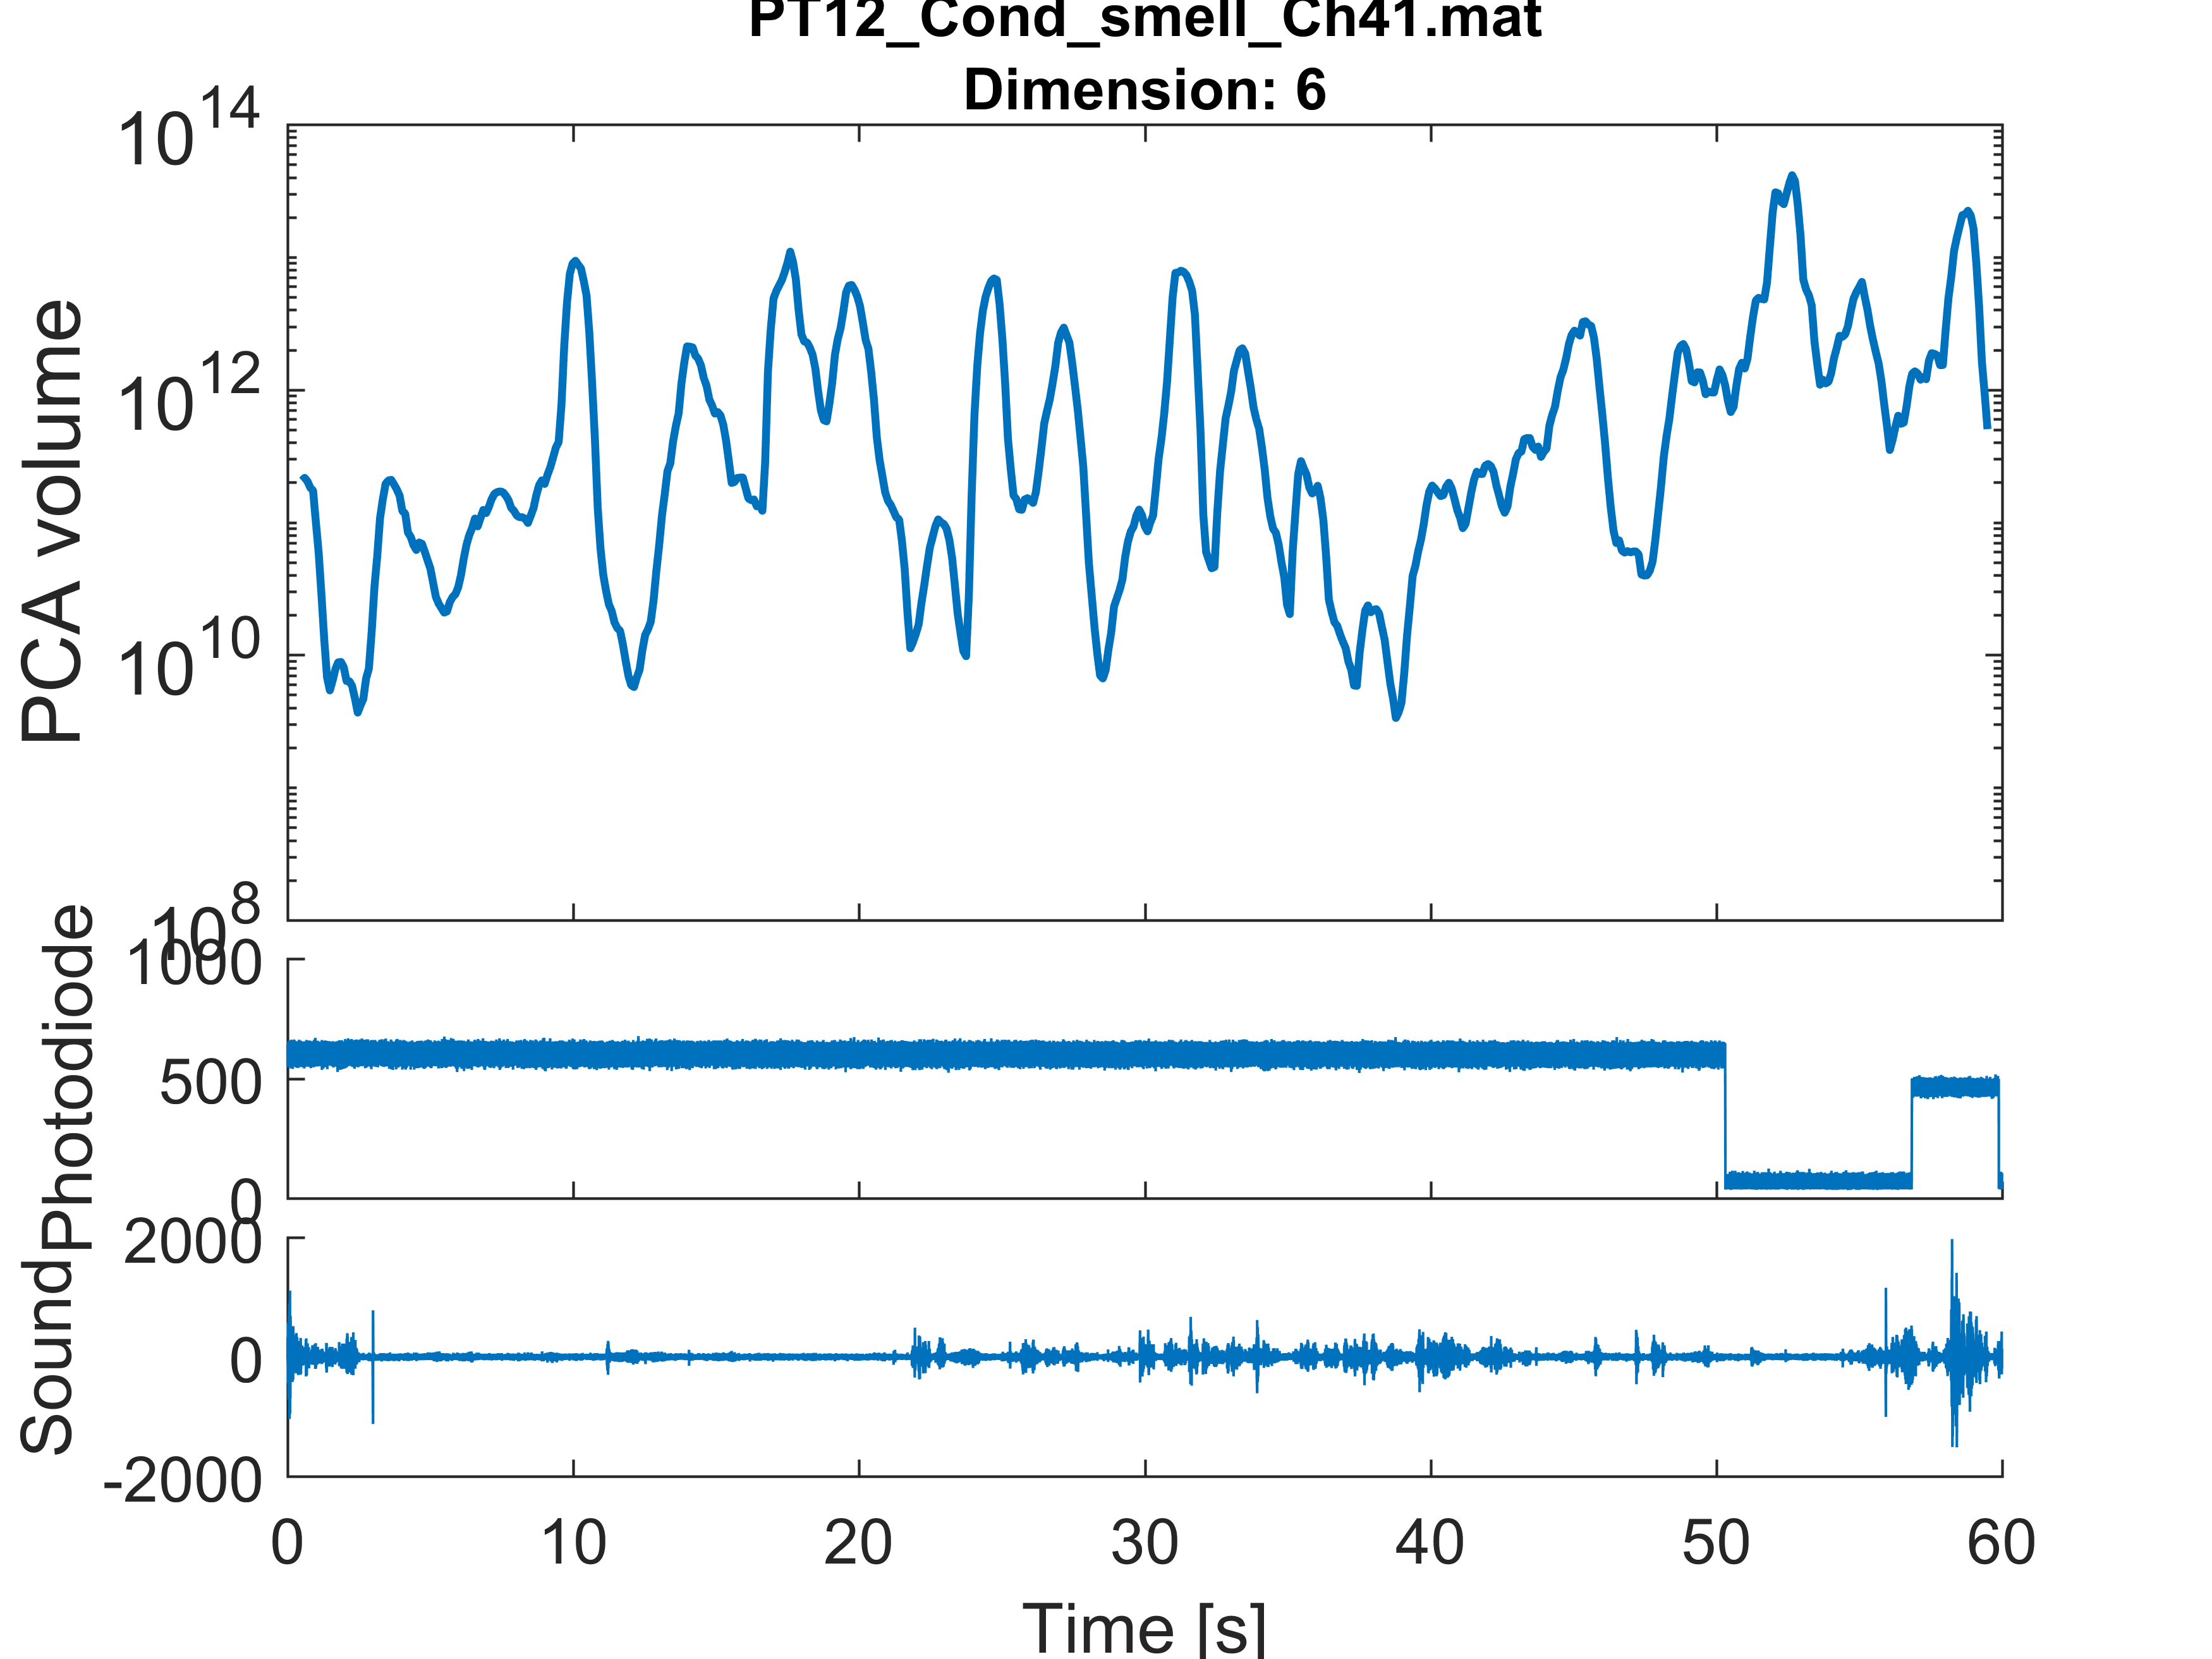 PT12_Cond_smell_Ch41.mat
Dimension: 6
PCA volume
10^14
10^12
10^10
10^8
Photodiode
1000
500
0
Sound
2000
0
-2000
0 10 20 30 40 50 60
Time [s]